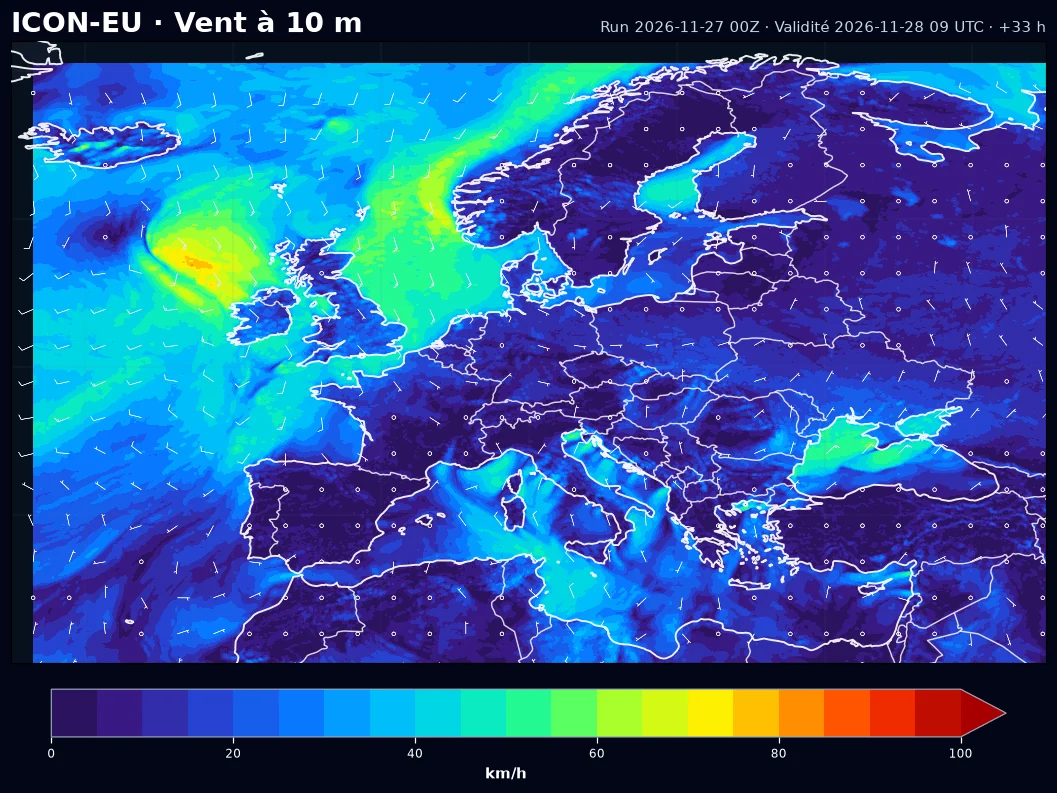 ICON-EU · Vent à 10 m
Run 2026-11-27 00Z · Validité 2026-11-28 09 UTC · +33 h
0 20 40 60 80 100
km/h